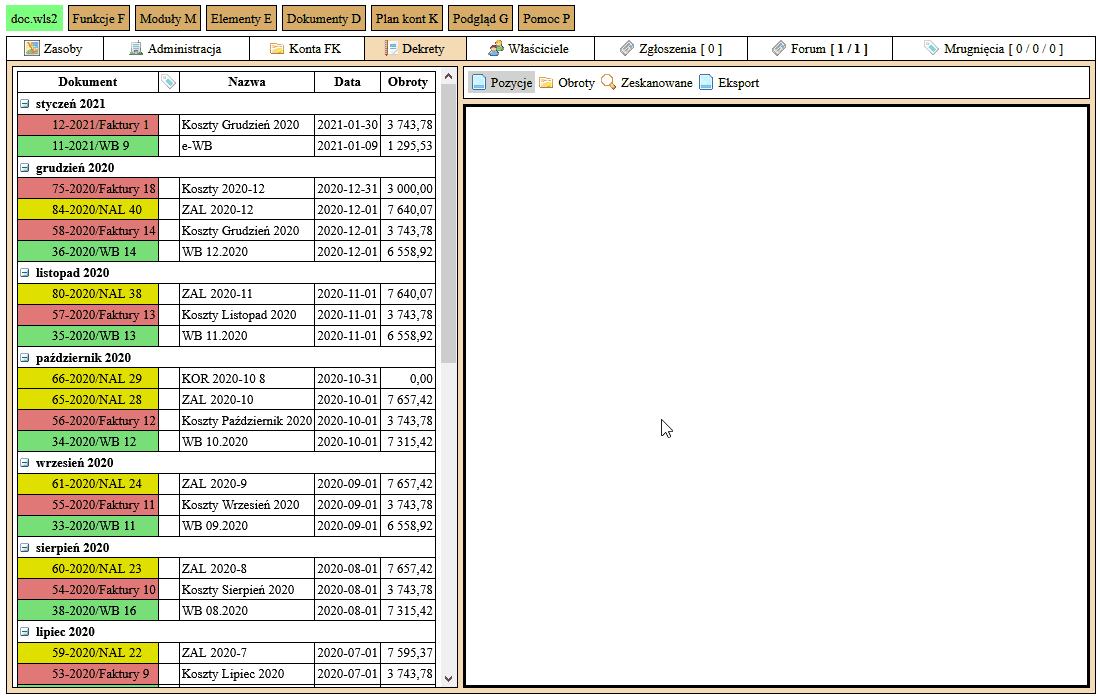 doc.wls2 Funkcje F Moduły M Elementy E Dokumenty D Plan kont K Podgląd G Pomoc P
Zasoby Administracja Konta FK Dekrety Właściciele Zgłoszenia [ 0 ] Forum [ 1 / 1 ] Mrugnięcia [ 0 / 0 / 0 ]
Pozycje Obroty Zeskanowane Eksport
Dokument Nazwa Data Obroty
styczeń 2021
12-2021/Faktury 1 Koszty Grudzień 2020 2021-01-30 3 743,78
11-2021/WB 9 e-WB 2021-01-09 1 295,53
grudzień 2020
75-2020/Faktury 18 Koszty 2020-12 2020-12-31 3 000,00
84-2020/NAL 40 ZAL 2020-12 2020-12-01 7 640,07
58-2020/Faktury 14 Koszty Grudzień 2020 2020-12-01 3 743,78
36-2020/WB 14 WB 12.2020 2020-12-01 6 558,92
listopad 2020
80-2020/NAL 38 ZAL 2020-11 2020-11-01 7 640,07
57-2020/Faktury 13 Koszty Listopad 2020 2020-11-01 3 743,78
35-2020/WB 13 WB 11.2020 2020-11-01 6 558,92
październik 2020
66-2020/NAL 29 KOR 2020-10 8 2020-10-31 0,00
65-2020/NAL 28 ZAL 2020-10 2020-10-01 7 657,42
56-2020/Faktury 12 Koszty Październik 2020 2020-10-01 3 743,78
34-2020/WB 12 WB 10.2020 2020-10-01 7 315,42
wrzesień 2020
61-2020/NAL 24 ZAL 2020-9 2020-09-01 7 657,42
55-2020/Faktury 11 Koszty Wrzesień 2020 2020-09-01 3 743,78
33-2020/WB 11 WB 09.2020 2020-09-01 6 558,92
sierpień 2020
60-2020/NAL 23 ZAL 2020-8 2020-08-01 7 657,42
54-2020/Faktury 10 Koszty Sierpień 2020 2020-08-01 3 743,78
38-2020/WB 16 WB 08.2020 2020-08-01 7 315,42
lipiec 2020
59-2020/NAL 22 ZAL 2020-7 2020-07-01 7 595,37
53-2020/Faktury 9 Koszty Lipiec 2020 2020-07-01 3 743,78